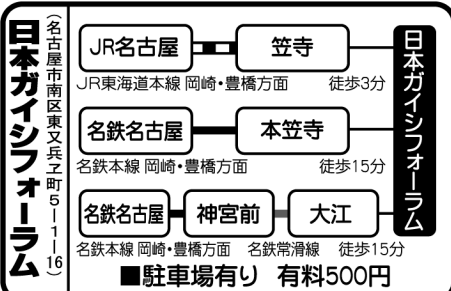 日本ガイシフォーラム
(名古屋市南区東又兵ヱ町5-1-16)
JR名古屋 笠寺
JR東海道本線 岡崎・豊橋方面 徒歩3分
名鉄名古屋 本笠寺
名鉄本線 岡崎・豊橋方面 徒歩15分
名鉄名古屋 神宮前 大江
名鉄本線 岡崎・豊橋方面 名鉄常滑線 徒歩15分
日本ガイシフォーラム
■駐車場有り 有料500円